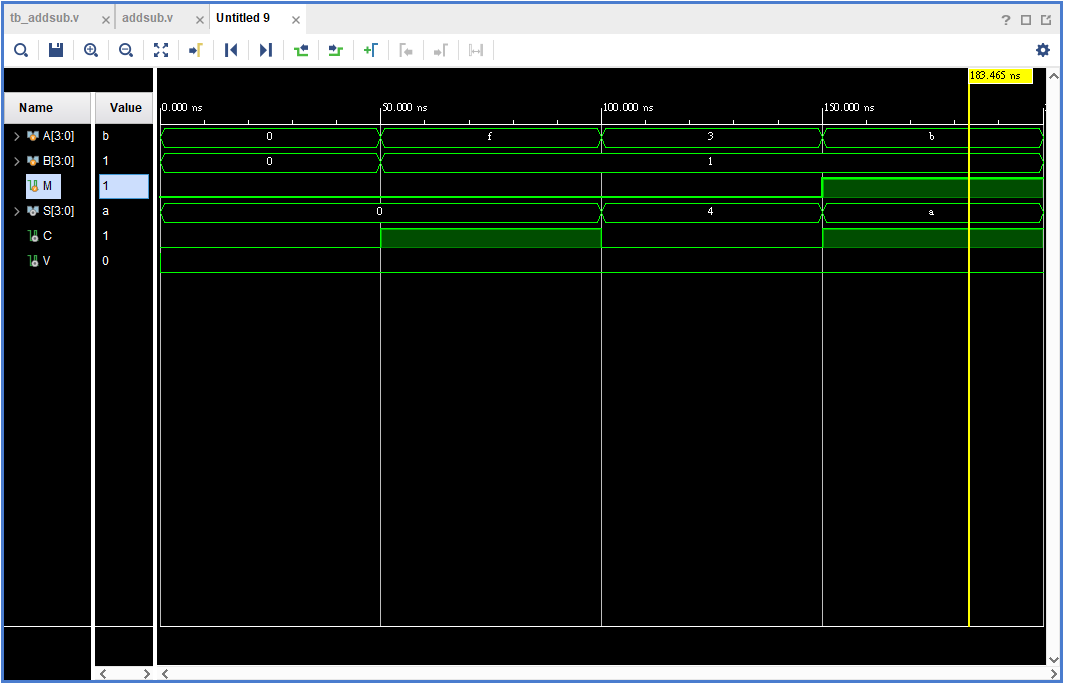 tb_addsub.v × addsub.v × Untitled 9 × ?
183.465 ns
Name Value 0.000 ns 50.000 ns 100.000 ns 150.000 ns
A[3:0] b 0 f 3 b
B[3:0] 1 0 1
M 1
S[3:0] a 0 4 a
C 1
V 0